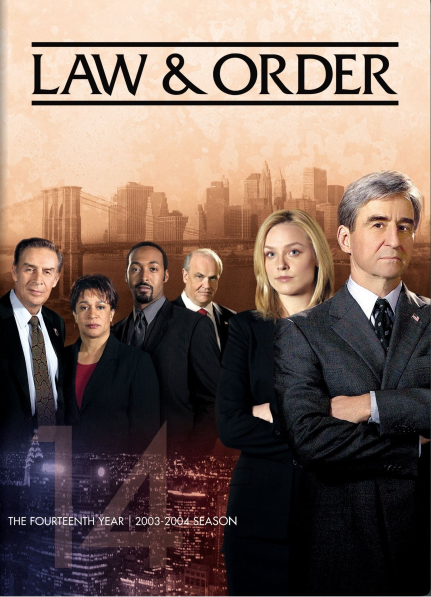 LAW & ORDER
14
THE FOURTEENTH YEAR | 2003-2004 SEASON